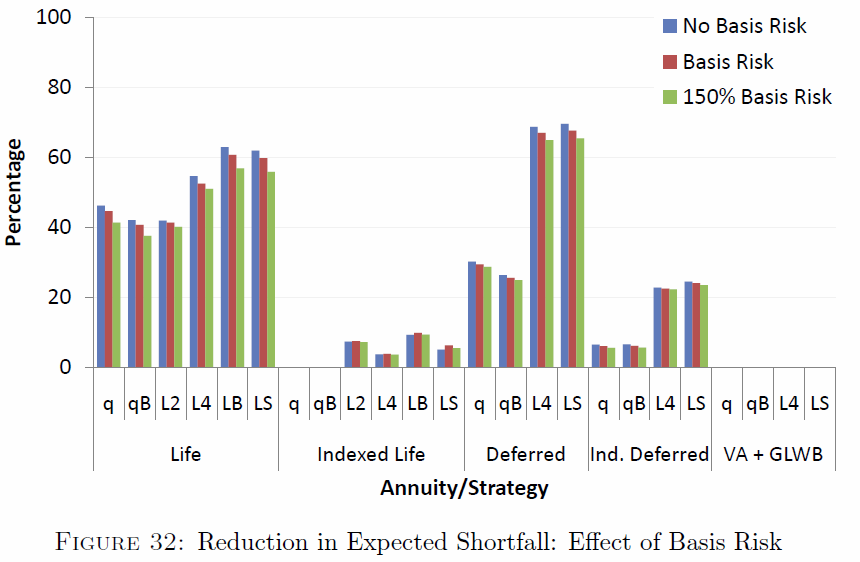 100
80
60
40
20
0
Percentage
No Basis Risk
Basis Risk
150% Basis Risk
q qB L2 L4 LB LS q qB L2 L4 LB LS q qB L4 LS q qB L4 LS q qB L4 LS
Life Indexed Life Deferred Ind. Deferred VA + GLWB
Annuity/Strategy
FIGURE 32: Reduction in Expected Shortfall: Effect of Basis Risk